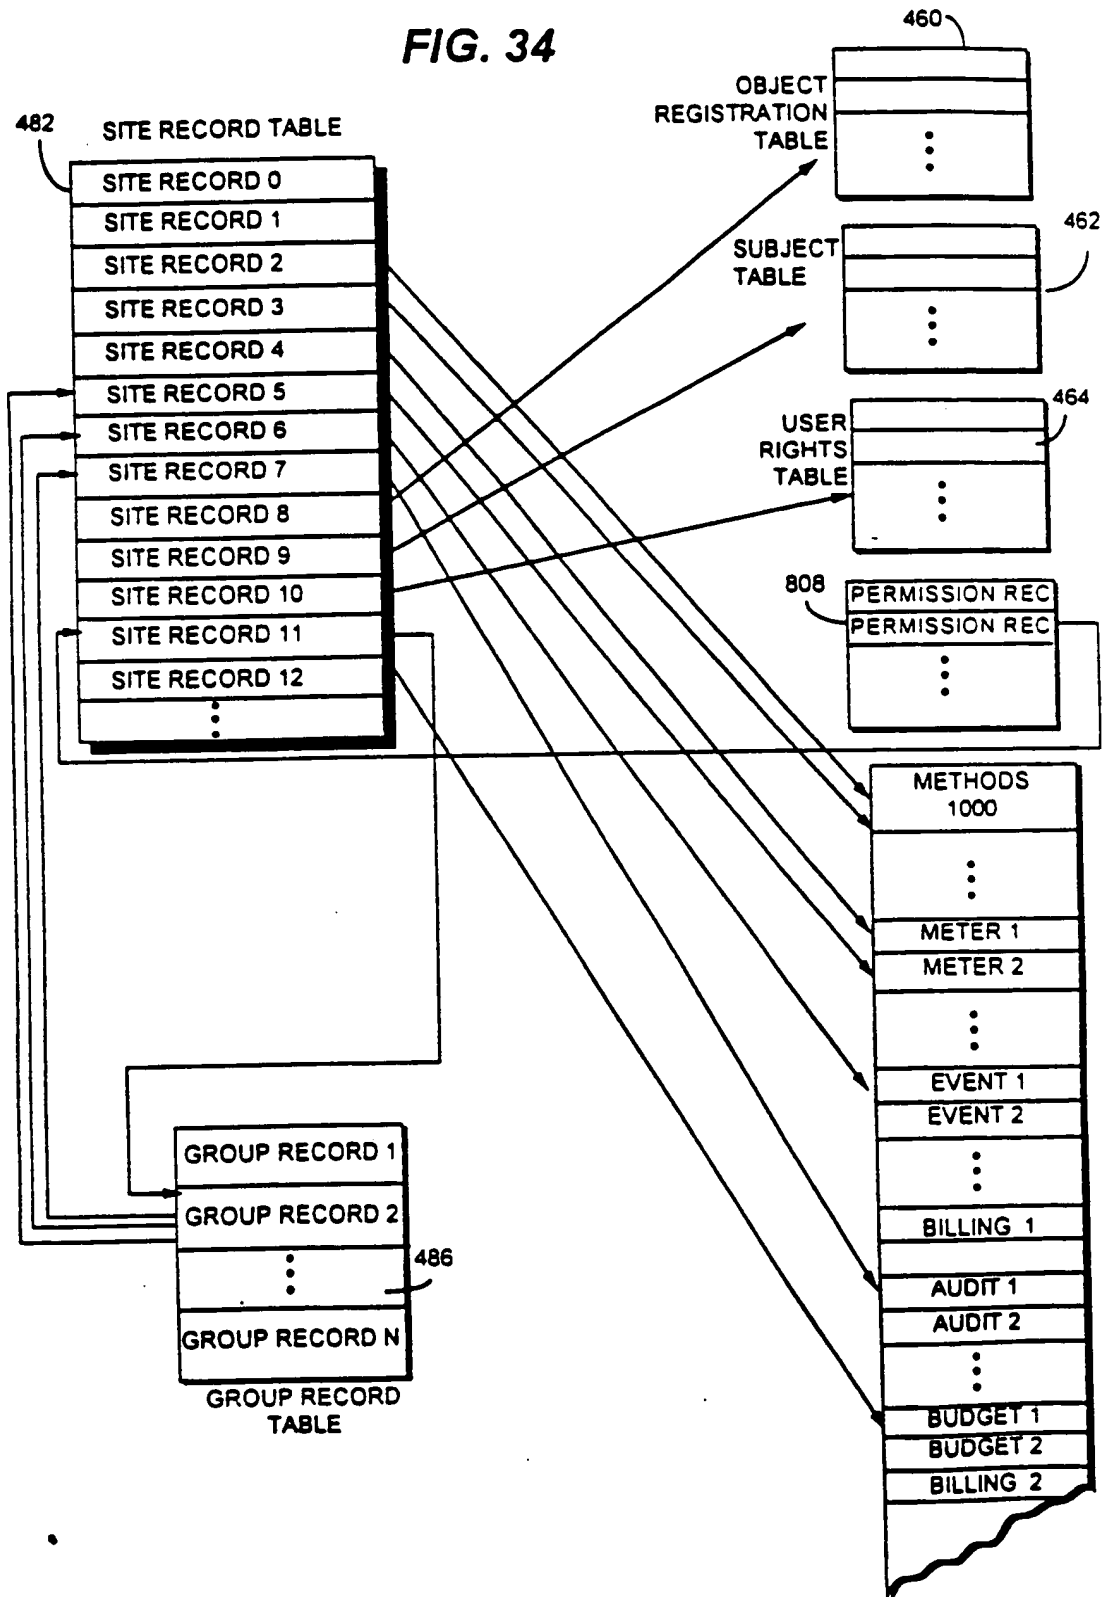 FIG. 34
460
OBJECT
REGISTRATION
TABLE
482
SITE RECORD TABLE
SITE RECORD 0
SITE RECORD 1
SITE RECORD 2
SITE RECORD 3
SITE RECORD 4
SITE RECORD 5
SITE RECORD 6
SITE RECORD 7
SITE RECORD 8
SITE RECORD 9
SITE RECORD 10
SITE RECORD 11
SITE RECORD 12
SUBJECT
TABLE
462
USER
RIGHTS
TABLE
464
808
PERMISSION REC
PERMISSION REC
METHODS
1000
METER 1
METER 2
EVENT 1
EVENT 2
BILLING 1
AUDIT 1
AUDIT 2
BUDGET 1
BUDGET 2
BILLING 2
GROUP RECORD 1
GROUP RECORD 2
486
GROUP RECORD N
GROUP RECORD
TABLE